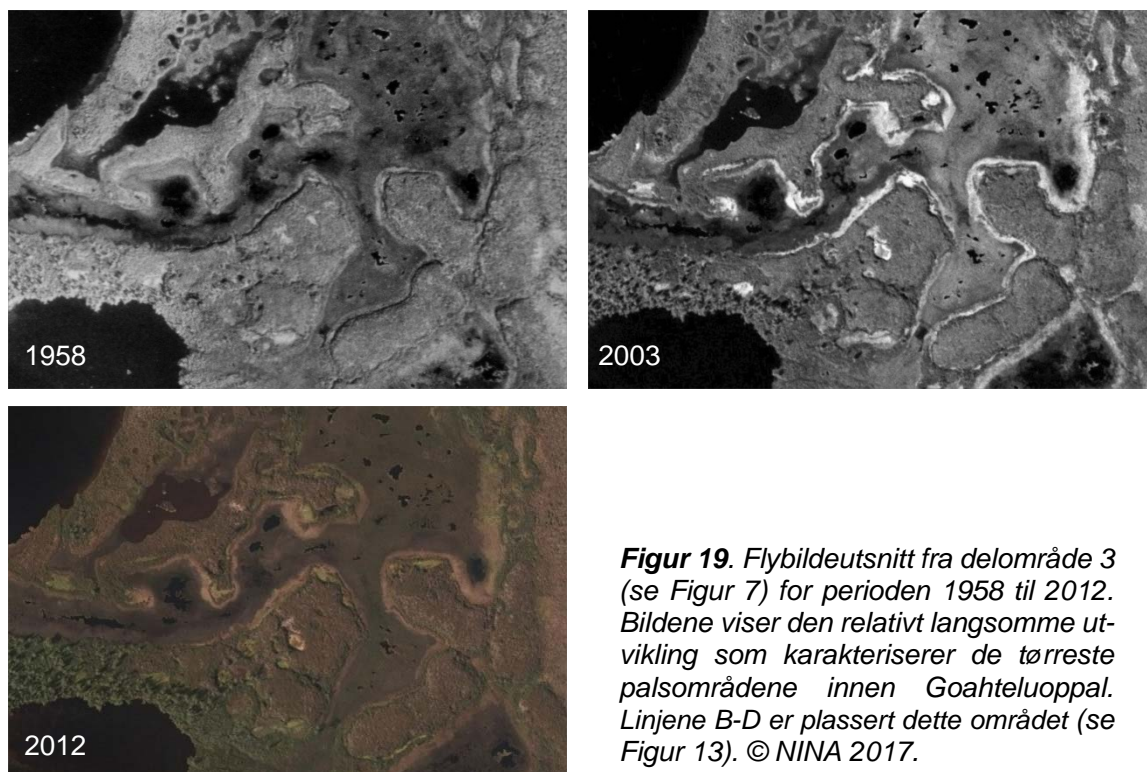 1958
2003
2012
Figur 19. Flybildeutsnitt fra delområde 3
(se Figur 7) for perioden 1958 til 2012.
Bildene viser den relativt langsomme ut-
vikling som karakteriserer de tørreste
palsområdene innen Goahteluoppal.
Linjene B-D er plassert dette området (se
Figur 13). © NINA 2017.